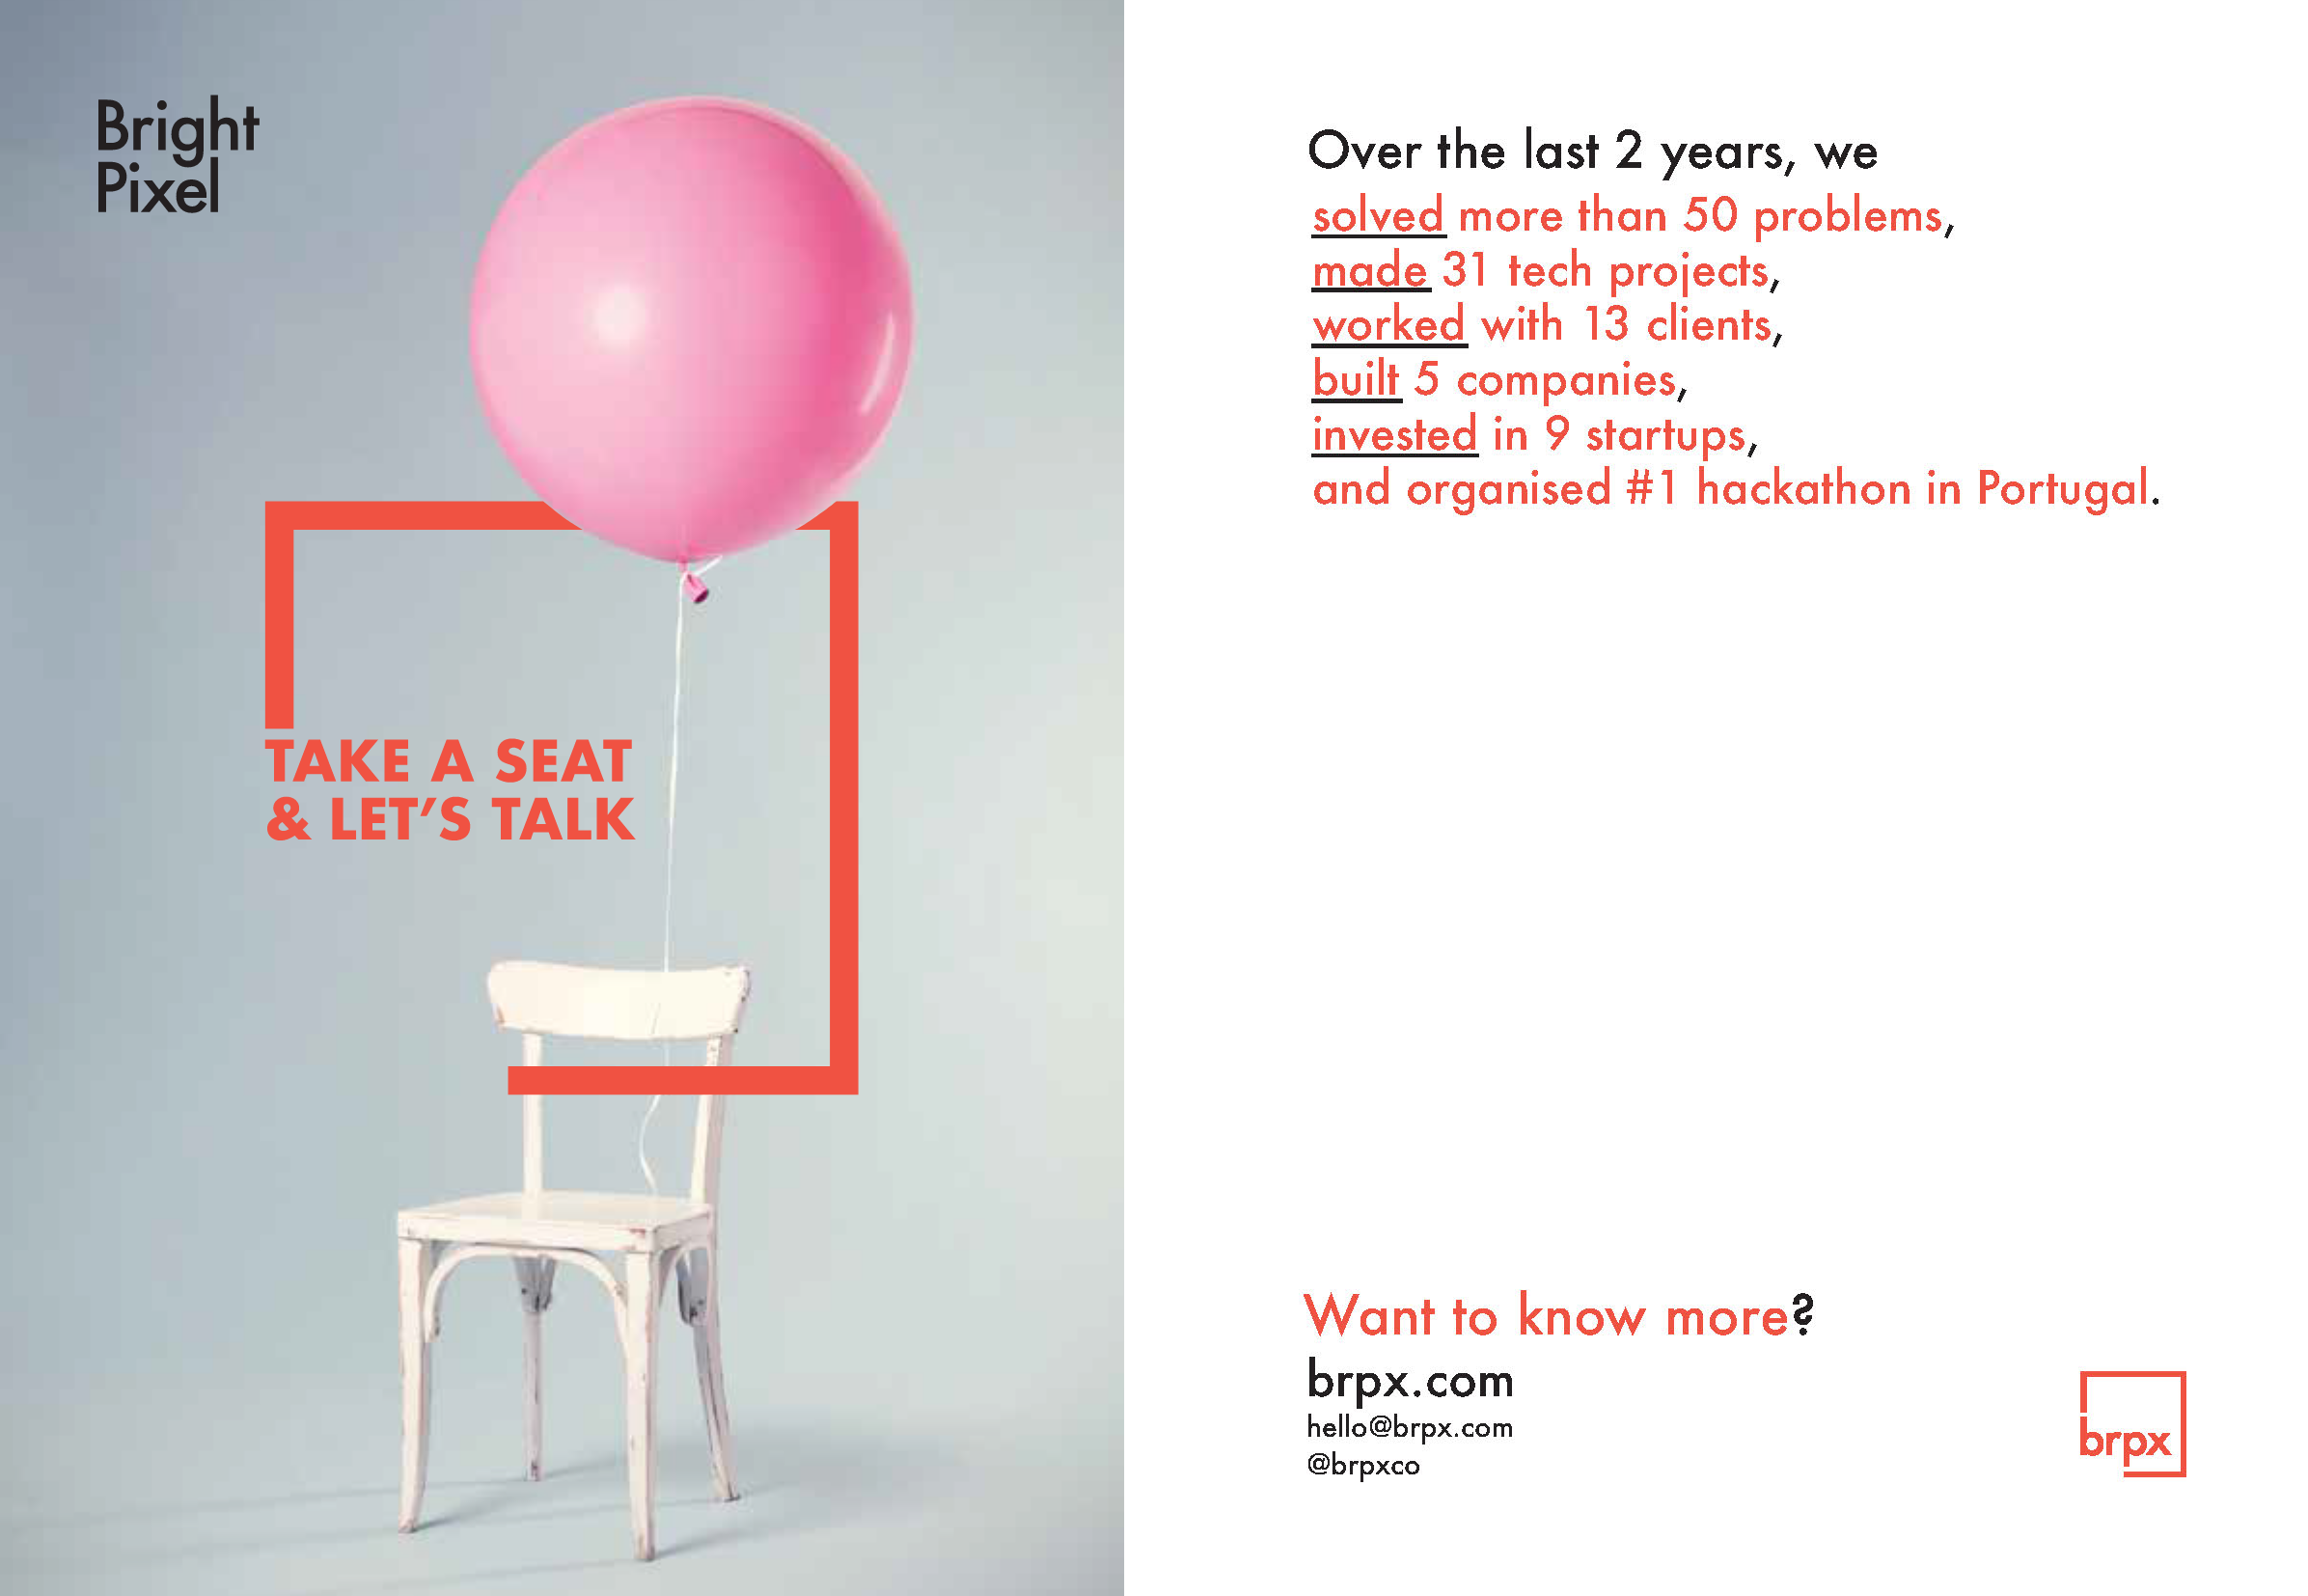 Bright
Pixel
TAKE A SEAT
& LET’S TALK
Over the last 2 years, we
solved more than 50 problems,
made 31 tech projects,
worked with 13 clients,
built 5 companies,
invested in 9 startups,
and organised #1 hackathon in Portugal.
Want to know more?
brpx.com
hello@brpx.com
@brpxco
brpx